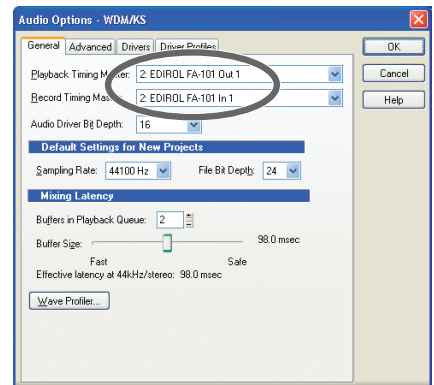 Audio Options - WDM/KS
General Advanced Drivers Driver Profiles
OK
Cancel
Help
Playback Timing Master: 2: EDIROL FA-101 Out 1
Record Timing Master: 2: EDIROL FA-101 In 1
Audio Driver Bit Depth: 16
Default Settings for New Projects
Sampling Rate: 44100 Hz File Bit Depth: 24
Mixing Latency
Buffers in Playback Queue: 2
Buffer Size: 98.0 msec
Fast Safe
Effective latency at 44kHz/stereo: 98.0 msec
Wave Profiler...